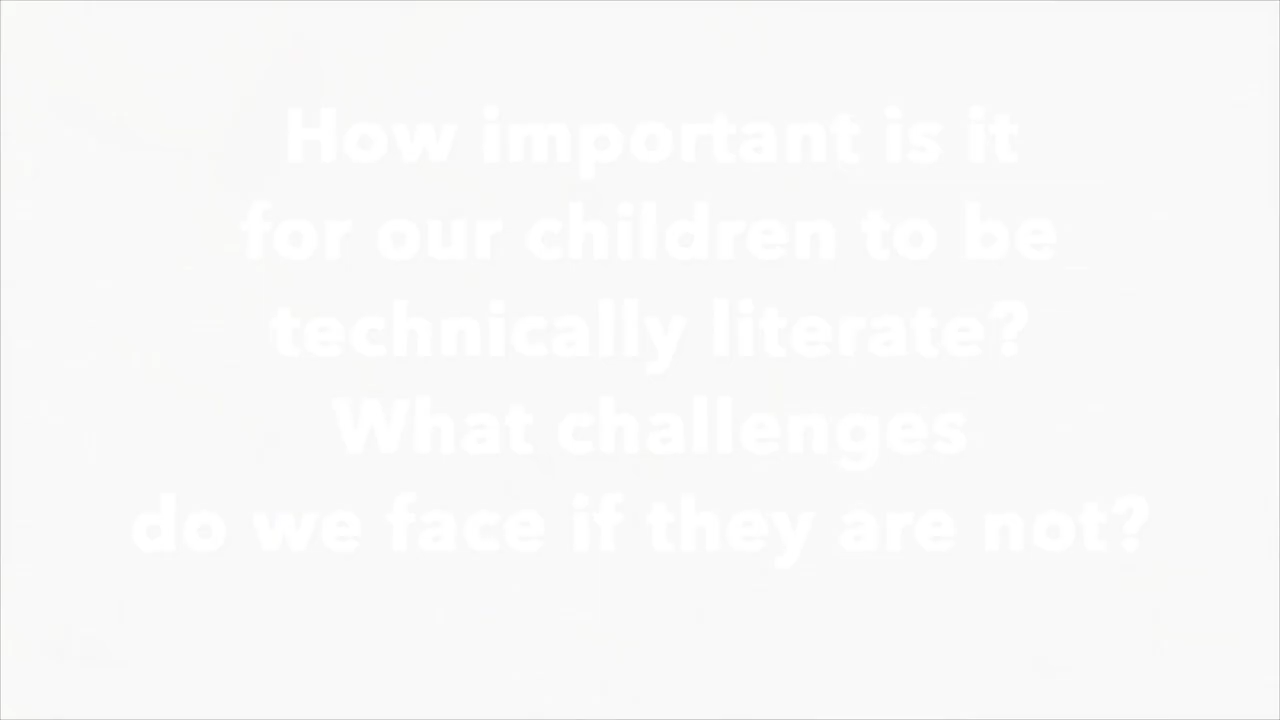 How important is it
for our children to be
technically literate?
What challenges
do we face if they are not?